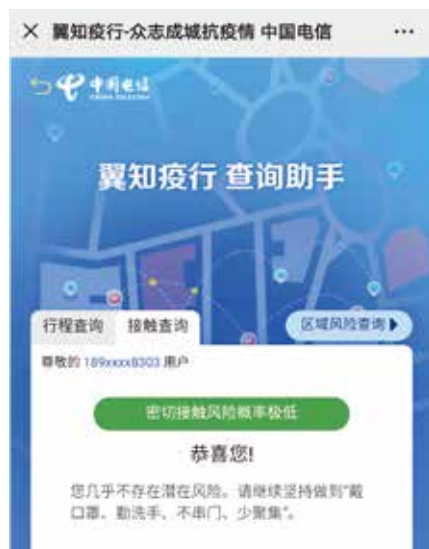 翼知疫行-众志成城抗疫情 中国电信
中国电信
翼知疫行 查询助手
行程查询 接触查询 区域风险查询
尊敬的 189xxxx8303 用户
密切接触风险概率极低
恭喜您!
您几乎不存在潜在风险。请继续坚持做到“戴
口罩、勤洗手、不串门、少聚集”。